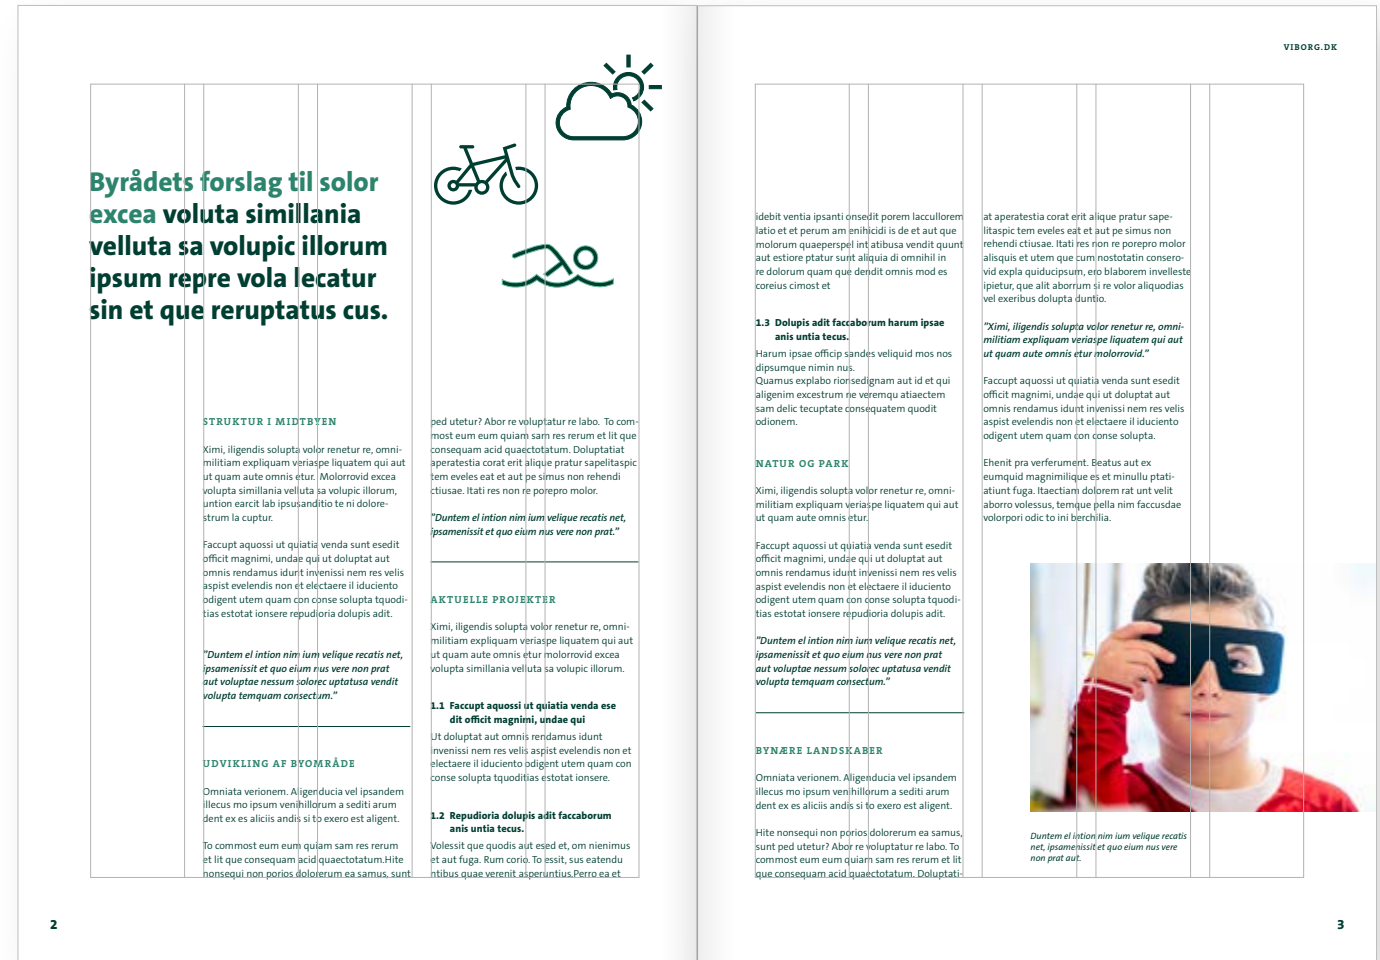 Byrådets forslag til solor
excea voluta simillania
velluta sa volupic illorum
ipsum repre vola lecatur
sin et que reruptatus cus.
STRUKTUR I MIDTBYEN
Ximi, iligendis solupta volor renetur re, omni-
militiam expliquam veriaspe liquatem qui aut
ut quam aute omnis etur. Molorrovid excea
volupta simillania velluta sa volupic illorum,
untion earcit lab ipsusanditio te ni dolore-
strum la cuptur.
Faccupt aquossi ut quiatia venda sunt esedit
officit magnimi, undae qui ut doluptat aut
omnis rendamus idunt invenissi nem res velis
aspist evelendis non et electaere il iduciento
odigent utem quam con conse solupta tquodi-
tias estotat ionsere repudioria dolupis adit.
"Duntem el intion nim ium velique recatis net,
ipsamenissit et quo eium nus vere non prat
aut voluptae nessum solorec uptatusa vendit
volupta temquam consectum."
UDVIKLING AF BYOMRÅDE
Omniata verionem. Aligenducia vel ipsandem
illecus mo ipsum venihillorum a sediti arum
dent ex es aliciis andis si to exero est aligent.
To commost eum eum quiam sam res rerum
et lit que consequam acid quaectotatum.Hite
nonsequi non porios dolorerum ea samus, sunt
ped utetur? Abor re voluptatur re labo. To com-
most eum eum quiam sam res rerum et lit que
consequam acid quaectotatum. Doluptatiat
aperatestia corat erit alique pratur sapelitaspic
tem eveles eat et aut pe simus non rehendi
ctiusae. Itati res non re porepro molor.
"Duntem el intion nim ium velique recatis net,
ipsamenissit et quo eium nus vere non prat."
AKTUELLE PROJEKTER
Ximi, iligendis solupta volor renetur re, omni-
militiam expliquam veriaspe liquatem qui aut
ut quam aute omnis etur molorrovid excea
volupta simillania velluta sa volupic illorum.
1.1 Faccupt aquossi ut quiatia venda ese
dit officit magnimi, undae qui
Ut doluptat aut omnis rendamus idunt
invenissi nem res velis aspist evelendis non et
electaere il iduciento odigent utem quam con
conse solupta tquoditias estotat ionsere.
1.2 Repudioria dolupis adit faccaborum
anis untia tecus.
Volessit que quodis aut esed et, om nienimus
et aut fuga. Rum corio. To essit, sus eatendu
ntibus quae verenit asperuntius.Perro ea et
2
VIBORG.DK
idebit ventia ipsanti onsedit porem laccullorem
latio et et perum am enihicidi is de et aut que
molorum quaeperspel int atibusa vendit quunt
aut estiore ptatur sunt aliquia di omnihil in
re dolorum quam que dendit omnis mod es
coreius cimost et
1.3 Dolupis adit faccaborum harum ipsae
anis untia tecus.
Harum ipsae officip sandes veliquid mos nos
dipsumque nimin nus.
Quamus explabo rionsedignam aut id et qui
aligenim excestrum ne veremqu atiaectem
sam delic tecuptate consequatem quodit
odionem.
NATUR OG PARK
Ximi, iligendis solupta volor renetur re, omni-
militiam expliquam veriaspe liquatem qui aut
ut quam aute omnis etur.
Faccupt aquossi ut quiatia venda sunt esedit
officit magnimi, undae qui ut doluptat aut
omnis rendamus idunt invenissi nem res velis
aspist evelendis non et electaere il iduciento
odigent utem quam con conse solupta tquodi-
tias estotat ionsere repudioria dolupis adit.
"Duntem el intion nim ium velique recatis net,
ipsamenissit et quo eium nus vere non prat
aut voluptae nessum solorec uptatusa vendit
volupta temquam consectum."
BYNÆRE LANDSKABER
Omniata verionem. Aligenducia vel ipsandem
illecus mo ipsum venihillorum a sediti arum
dent ex es aliciis andis si to exero est aligent.
Hite nonsequi non porios dolorerum ea samus,
sunt ped utetur? Abor re voluptatur re labo. To
commost eum eum quiam sam res rerum et lit
que consequam acid quaectotatum. Doluptati-
at aperatestia corat erit alique pratur sape-
litaspic tem eveles eat et aut pe simus non
rehendi ctiusae. Itati res non re porepro molor
alisquis et utem que cum nostotatin consero-
vid expla quiducipsum, ero blaborem invelleste
ipietur, que alit aborrum si re volor aliquodias
vel exeribus dolupta duntio.
"Ximi, iligendis solupta volor renetur re, omni-
militiam expliquam veriaspe liquatem qui aut
ut quam aute omnis etur molorrovid."
Faccupt aquossi ut quiatia venda sunt esedit
officit magnimi, undae qui ut doluptat aut
omnis rendamus idunt invenissi nem res velis
aspist evelendis non et electaere il iduciento
odigent utem quam con conse solupta.
Ehenit pra verferument. Beatus aut ex
eumquid magnimilique es et minullu ptati-
atiunt fuga. Itaectiam dolorem rat unt velit
aborro volessus, temque pella nim faccusdae
volorpori odic to ini berchilia.
Duntem el intion nim ium velique recatis
net, ipsamenissit et quo eium nus vere
non prat aut.
3